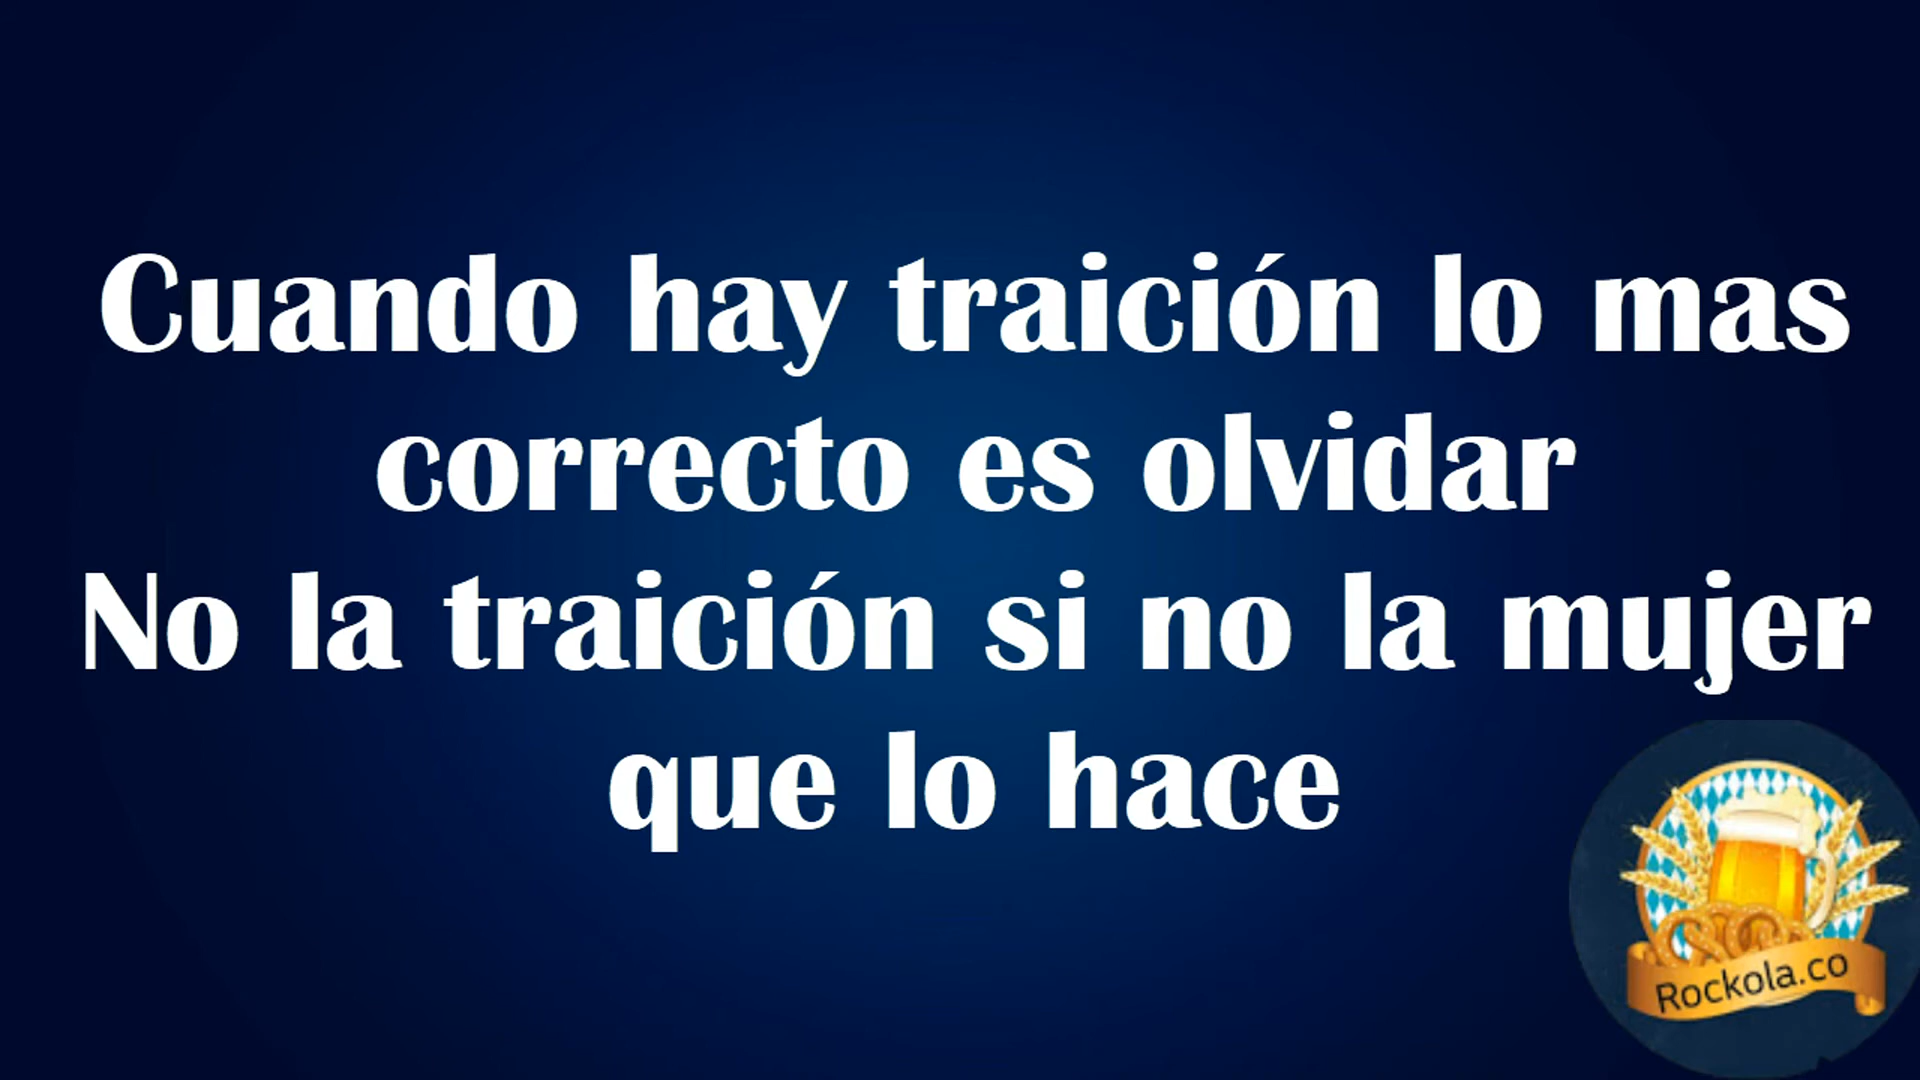 Cuando hay traición lo mas
correcto es olvidar
No la traición si no la mujer
que lo hace
Rockola.co